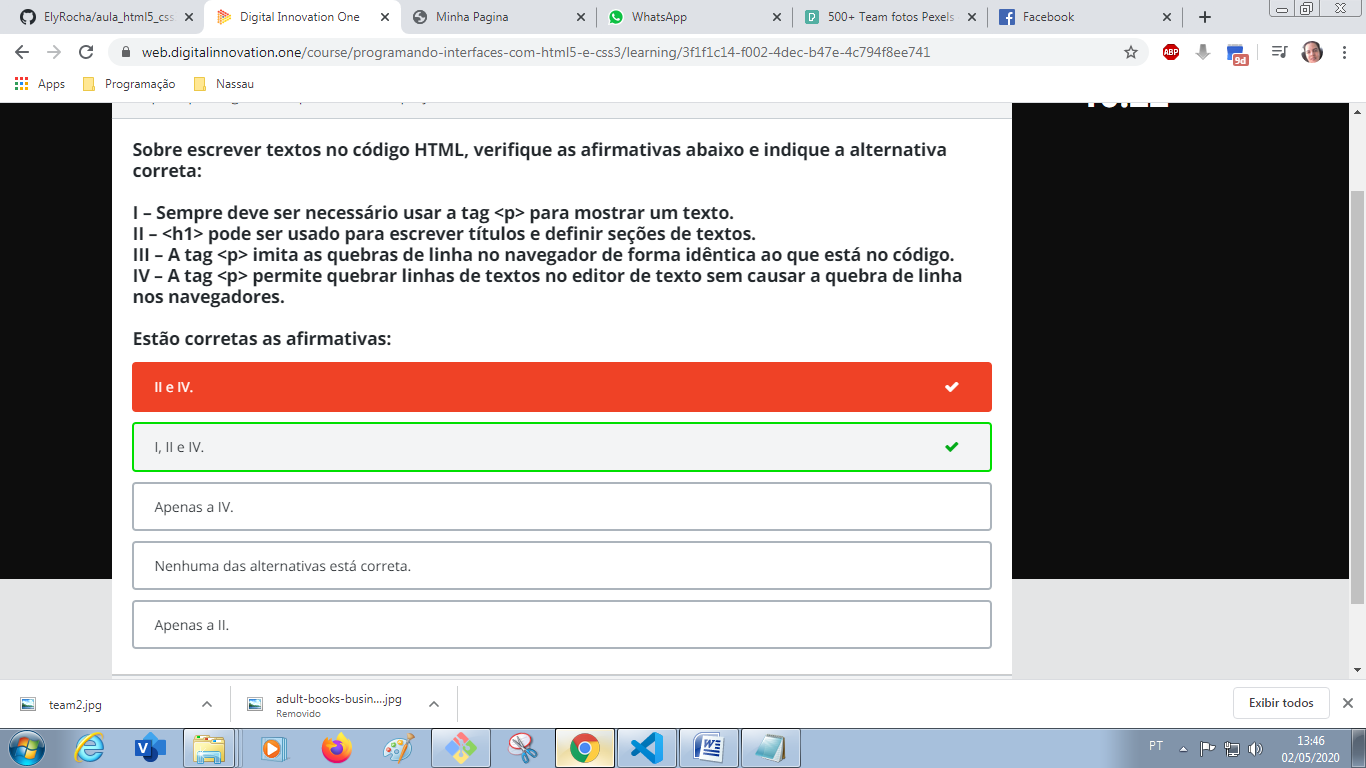 ElyRocha/aula_html5_css
Digital Innovation One
Minha Pagina
WhatsApp
500+ Team fotos Pexels
Facebook
web.digitalinnovation.one/course/programando-interfaces-com-html5-e-css3/learning/3f1f1c14-f002-4dec-b47e-4c794f8ee741
ABP
9d
Apps
Programação
Nassau
Sobre escrever textos no código HTML, verifique as afirmativas abaixo e indique a alternativa
correta:
I – Sempre deve ser necessário usar a tag <p> para mostrar um texto.
II – <h1> pode ser usado para escrever títulos e definir seções de textos.
III – A tag <p> imita as quebras de linha no navegador de forma idêntica ao que está no código.
IV – A tag <p> permite quebrar linhas de textos no editor de texto sem causar a quebra de linha
nos navegadores.
Estão corretas as afirmativas:
II e IV.
I, II e IV.
Apenas a IV.
Nenhuma das alternativas está correta.
Apenas a II.
team2.jpg
adult-books-busin....jpg
Removido
Exibir todos
PT
13:46
02/05/2020